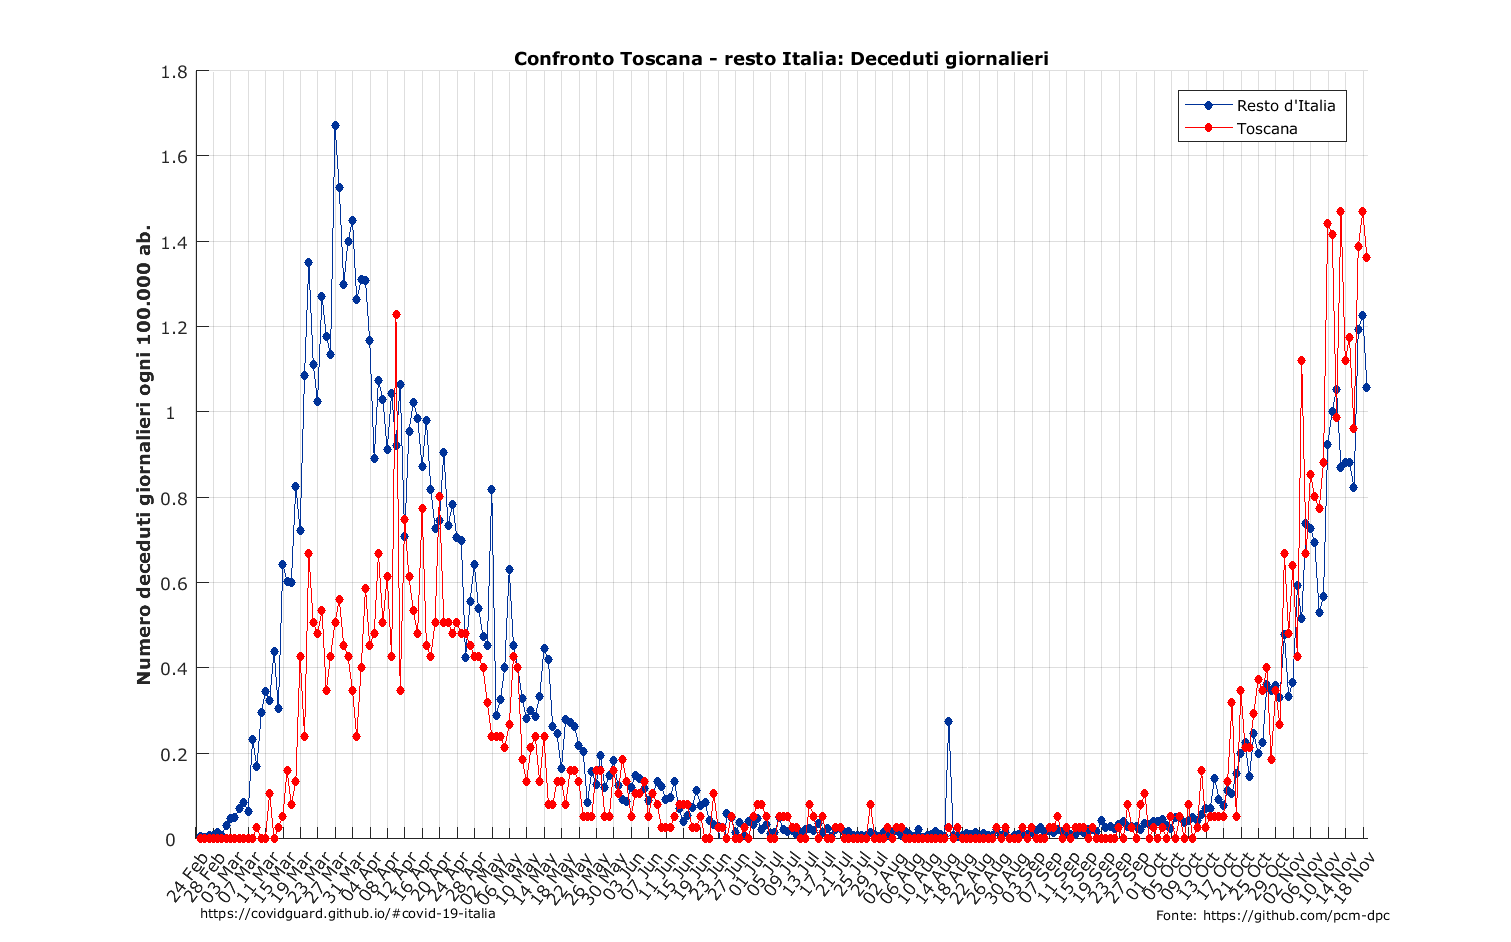 Confronto Toscana - resto Italia: Deceduti giornalieri
Resto d'Italia
Toscana
Numero deceduti giornalieri ogni 100.000 ab.
1.8
1.6
1.4
1.2
1
0.8
0.6
0.4
0.2
0
24 Feb
28 Feb
03 Mar
07 Mar
11 Mar
15 Mar
19 Mar
23 Mar
27 Mar
31 Mar
04 Apr
08 Apr
12 Apr
16 Apr
20 Apr
24 Apr
28 Apr
02 May
06 May
10 May
14 May
18 May
22 May
26 May
30 May
03 Jun
07 Jun
11 Jun
15 Jun
19 Jun
23 Jun
27 Jun
01 Jul
05 Jul
09 Jul
13 Jul
17 Jul
21 Jul
25 Jul
29 Jul
02 Aug
06 Aug
10 Aug
14 Aug
18 Aug
22 Aug
26 Aug
30 Aug
03 Sep
07 Sep
11 Sep
15 Sep
19 Sep
23 Sep
27 Sep
01 Oct
05 Oct
09 Oct
13 Oct
17 Oct
21 Oct
25 Oct
29 Oct
02 Nov
06 Nov
10 Nov
14 Nov
18 Nov
https://covidguard.github.io/#covid-19-italia
Fonte: https://github.com/pcm-dpc